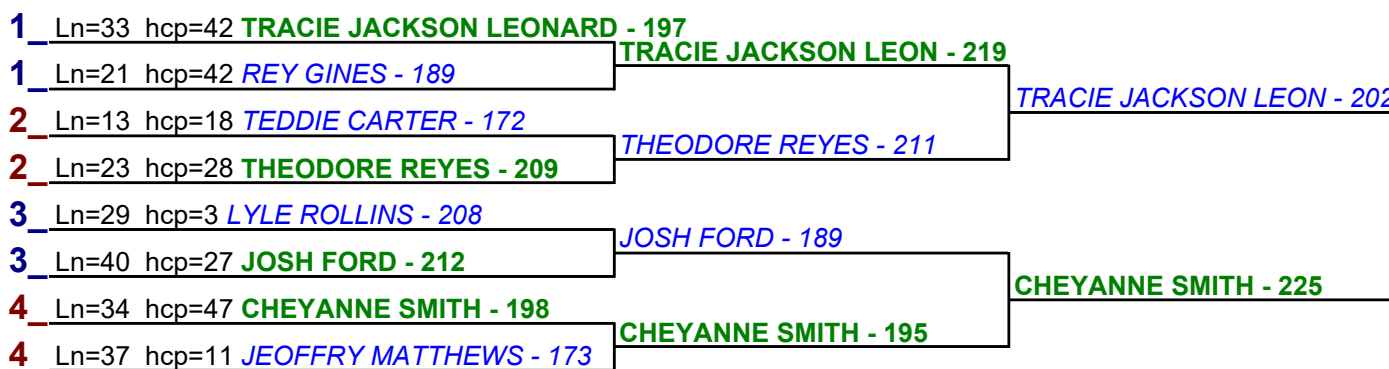 1_ Ln=33 hcp=42 TRACIE JACKSON LEONARD - 197
TRACIE JACKSON LEON - 219
1_ Ln=21 hcp=42 REY GINES - 189
TRACIE JACKSON LEON - 202
2_ Ln=13 hcp=18 TEDDIE CARTER - 172
THEODORE REYES - 211
2_ Ln=23 hcp=28 THEODORE REYES - 209
3_ Ln=29 hcp=3 LYLE ROLLINS - 208
JOSH FORD - 189
3_ Ln=40 hcp=27 JOSH FORD - 212
CHEYANNE SMITH - 225
4_ Ln=34 hcp=47 CHEYANNE SMITH - 198
CHEYANNE SMITH - 195
4 Ln=37 hcp=11 JEOFFRY MATTHEWS - 173